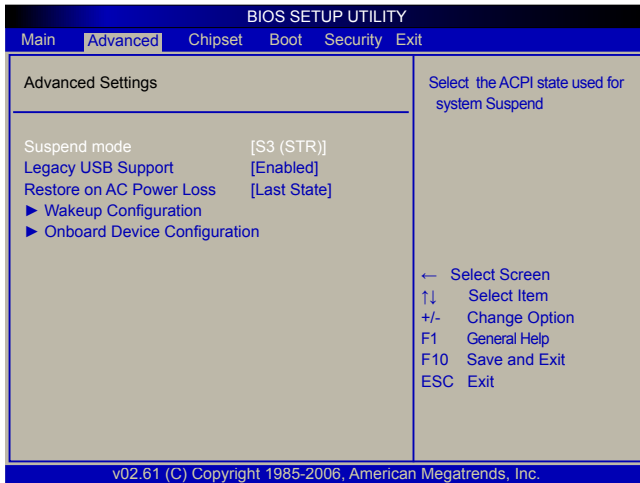 BIOS SETUP UTILITY
Main Advanced Chipset Boot Security Exit
Advanced Settings
Suspend mode [S3 (STR)]
Legacy USB Support [Enabled]
Restore on AC Power Loss [Last State]
► Wakeup Configuration
► Onboard Device Configuration
Select the ACPI state used for
system Suspend
← Select Screen
↑↓ Select Item
+/- Change Option
F1 General Help
F10 Save and Exit
ESC Exit
v02.61 (C) Copyright 1985-2006, American Megatrends, Inc.